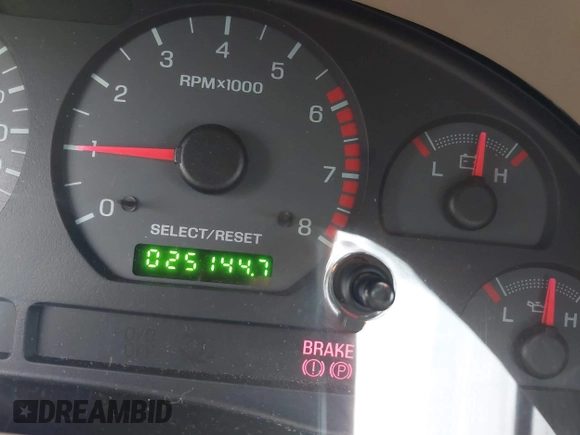 4
3
5
2
RPM×1000
6
1
7
0
8
L
H
SELECT/RESET
025144.7
L
H
BRAKE
(!) (P)
DREAMBID